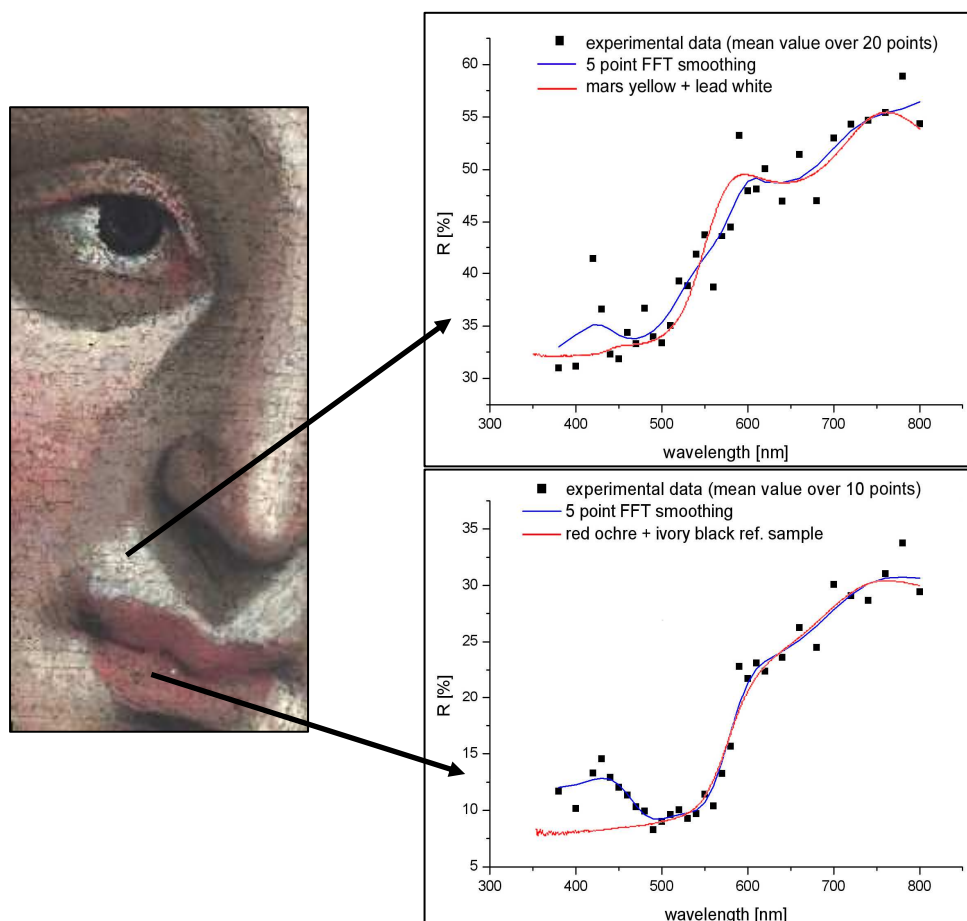 experimental data (mean value over 20 points)
5 point FFT smoothing
mars yellow + lead white
60
55
50
45
40
35
30
R [%]
300 400 500 600 700 800
wavelength [nm]
experimental data (mean value over 10 points)
5 point FFT smoothing
red ochre + ivory black ref. sample
35
30
25
20
15
10
5
R [%]
300 400 500 600 700 800
wavelength [nm]